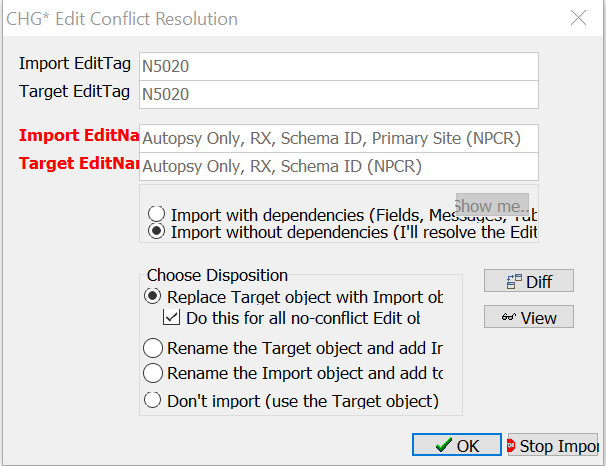 CHG* Edit Conflict Resolution
Import EditTag N5020
Target EditTag N5020
Import EditNa Autopsy Only, RX, Schema ID, Primary Site (NPCR)
Target EditNar Autopsy Only, RX, Schema ID (NPCR)
Show me...
Import with dependencies (Fields, Messages, Tab
Import without dependencies (I'll resolve the Edit
Choose Disposition
Replace Target object with Import ob
Do this for all no-conflict Edit ob
Rename the Target object and add Im
Rename the Import object and add to
Don't import (use the Target object)
Diff
View
OK
Stop Impor